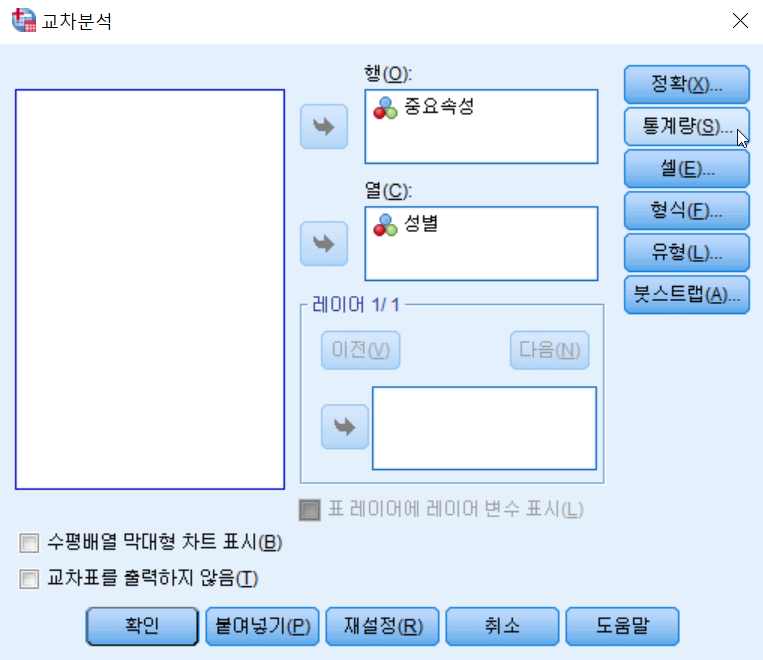 교차분석
행(O):
중요속성
열(C):
성별
레이어 1/ 1
이전(V)
다음(N)
표 레이어에 레이어 변수 표시(L)
정확(X)...
통계량(S)...
셀(E)...
형식(F)...
유형(L)...
붓스트랩(A)...
수평배열 막대형 차트 표시(B)
교차표를 출력하지 않음(T)
확인
붙여넣기(P)
재설정(R)
취소
도움말